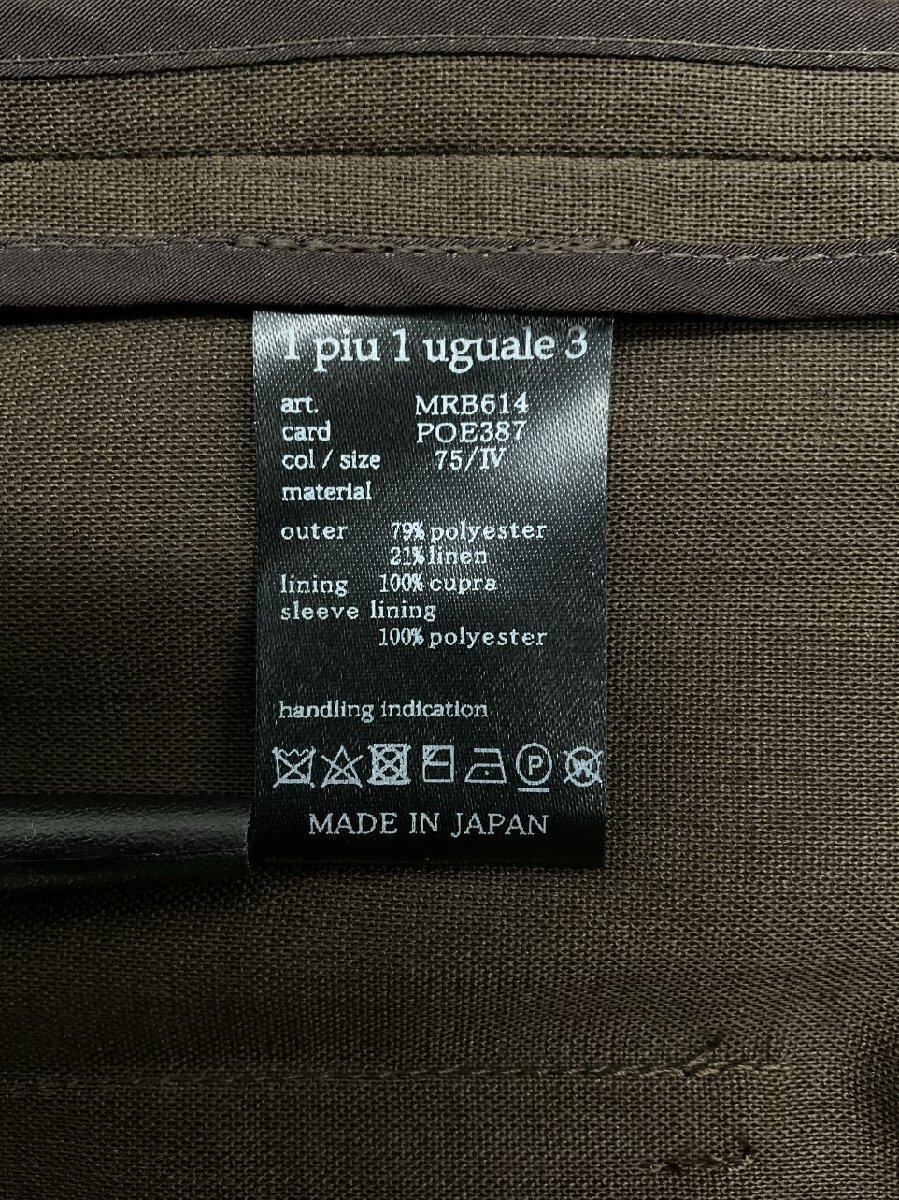 1 piu 1 uguale 3
art. MRB614
card POE387
col / size 75/IV
material
outer 79% polyester
21% linen
lining 100% cupra
sleeve lining
100% polyester
handling indication
P W
MADE IN JAPAN